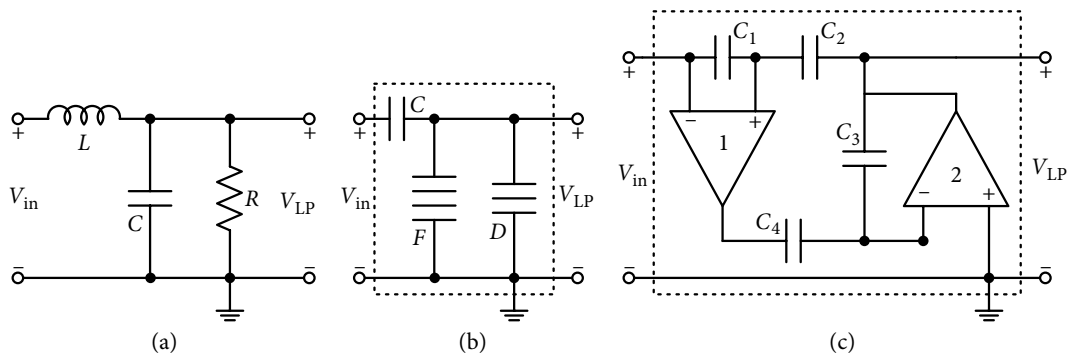 + L + V_in C R V_LP − −
(a)
+ C + V_in F D V_LP − −
(b)
+ C_1 C_2 + − + 1 C_3 2 − + V_in V_LP C_4 − −
(c)